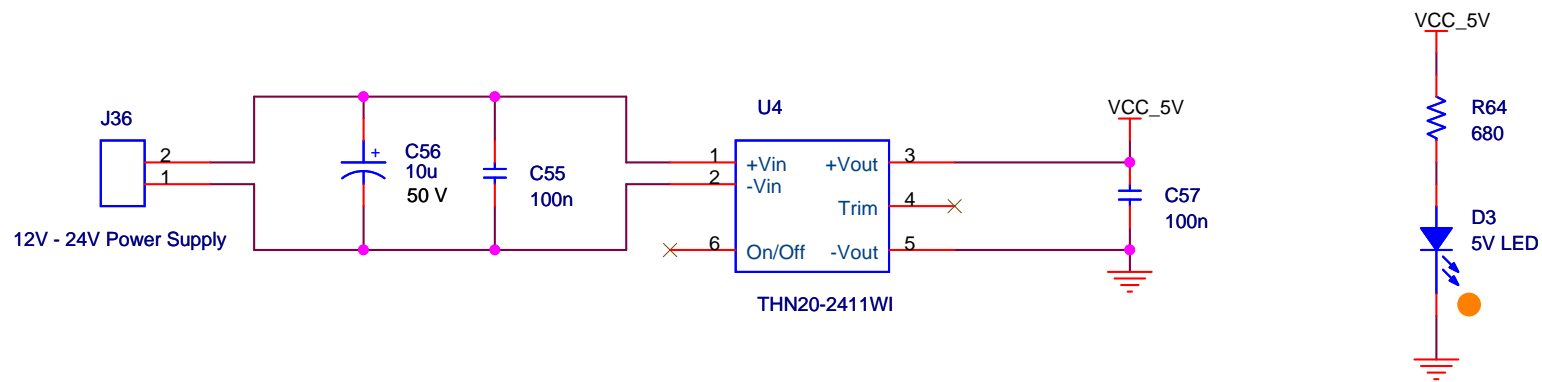 VCC_5V
J36
2
1
12V - 24V Power Supply
+
C56
10u
50 V
C55
100n
U4
1
2
6
+Vin
-Vin
On/Off
+Vout
Trim
-Vout
3
4
5
THN20-2411WI
VCC_5V
C57
100n
R64
680
D3
5V LED